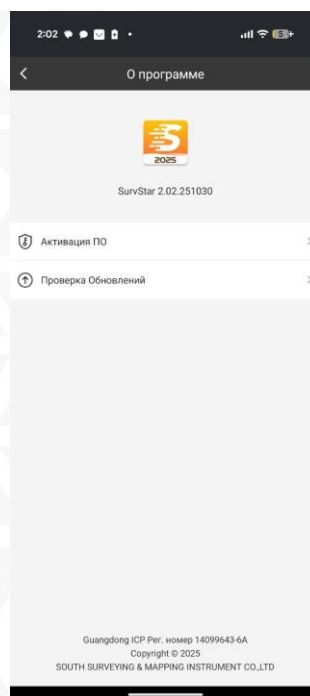 2:02
5+
О программе
S
2025
SurvStar 2.02.251030
Активация ПО
Проверка Обновлений
Guangdong ICP Рег. номер 14099643-6A
Copyright © 2025
SOUTH SURVEYING & MAPPING INSTRUMENT CO.,LTD